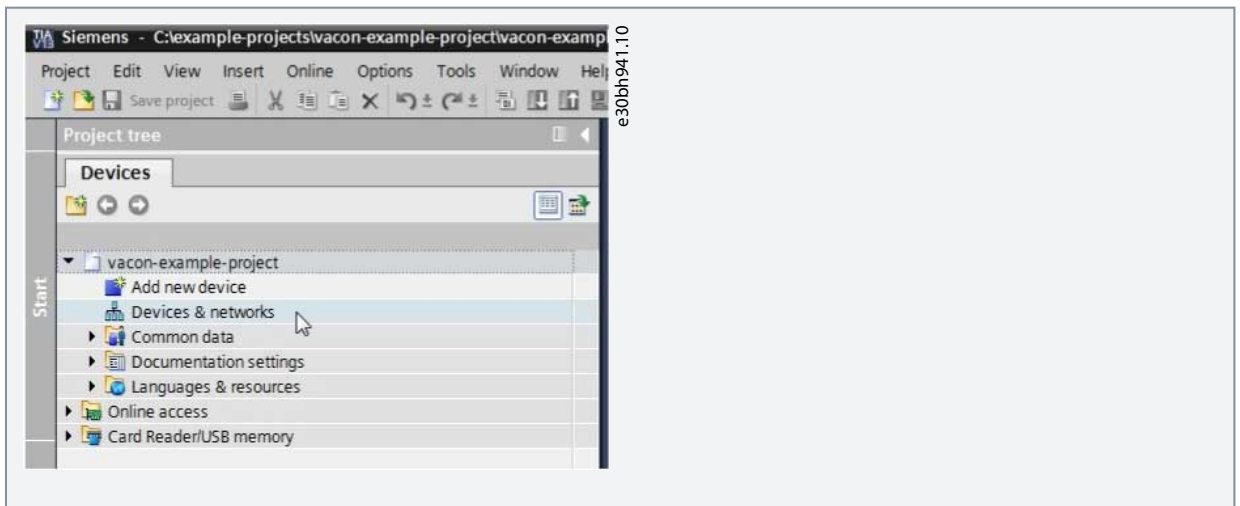 TIA Siemens - C:\example-projects\vacon-example-project\vacon-examp
Project Edit View Insert Online Options Tools Window Help
Save project
Project tree
Devices
vacon-example-project
Add new device
Devices & networks
Common data
Documentation settings
Languages & resources
Online access
Card Reader/USB memory
Start
e30bh941.10